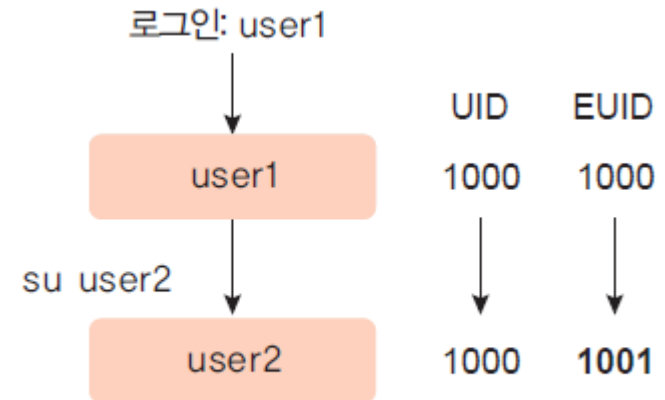 로그인: user1
UID EUID
user1 1000 1000
su user2
user2 1000 1001